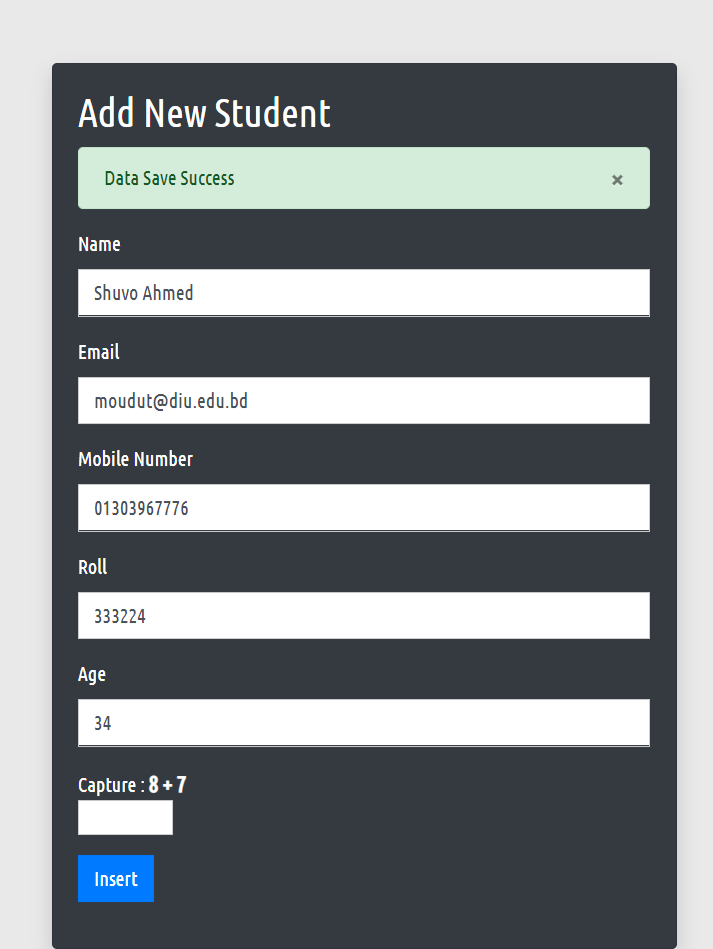 Add New Student
Data Save Success ×
Name
Shuvo Ahmed
Email
moudut@diu.edu.bd
Mobile Number
01303967776
Roll
333224
Age
34
Capture : 8 + 7
Insert